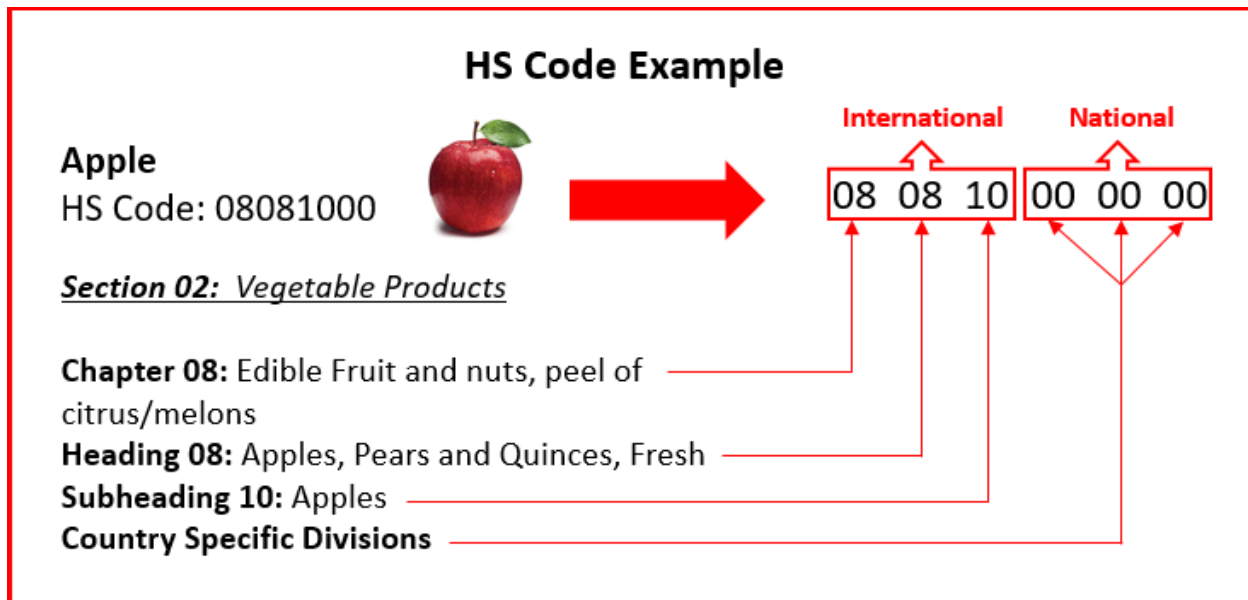 HS Code Example
International National
Apple
HS Code: 08081000
08 08 10 00 00 00
Section 02: Vegetable Products
Chapter 08: Edible Fruit and nuts, peel of
citrus/melons
Heading 08: Apples, Pears and Quinces, Fresh
Subheading 10: Apples
Country Specific Divisions